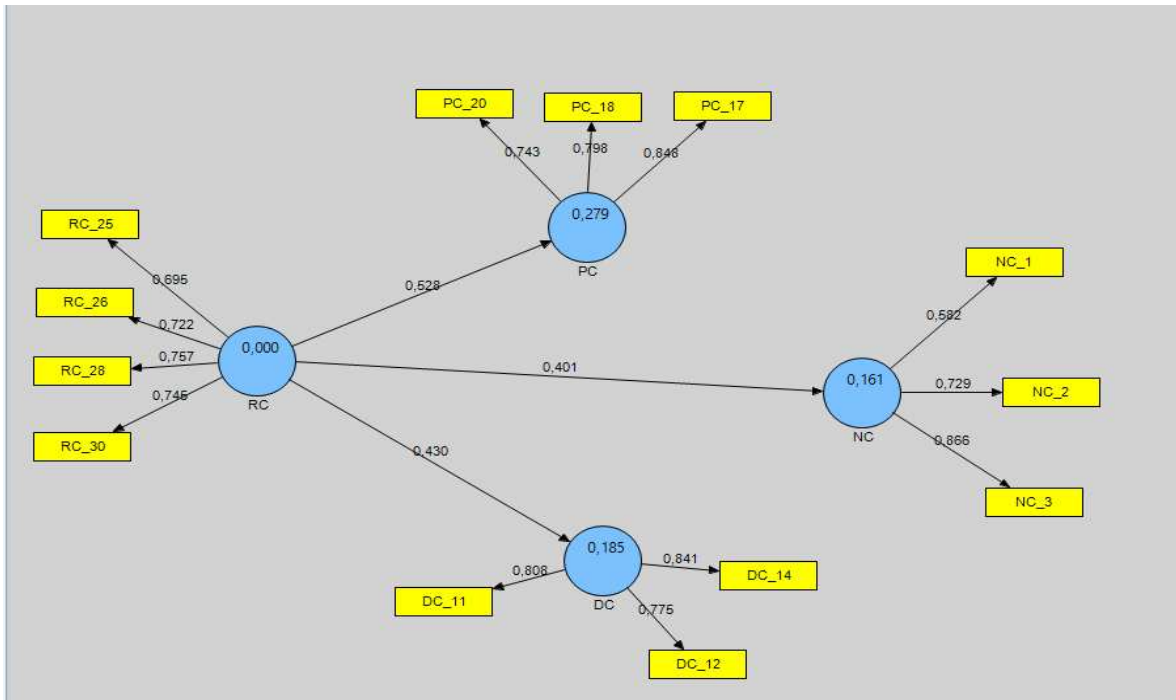 PC_20
PC_18
PC_17
0,743
0,798
0,848
RC_25
0,279
PC
NC_1
0,695
RC_26
0,528
0,582
0,722
0,000
RC_28
0,757
0,401
0,161
0,729
NC_2
RC
0,745
NC
0,866
RC_30
0,430
NC_3
0,185
0,841
DC_14
0,808
DC_11
DC
0,775
DC_12